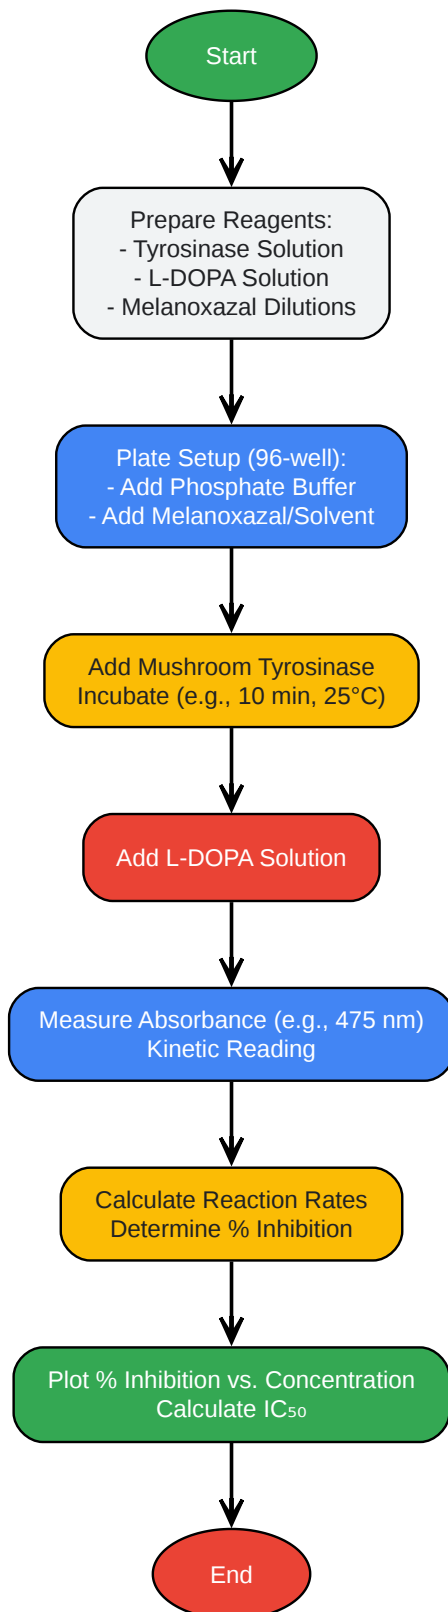 Start
Prepare Reagents:
- Tyrosinase Solution
- L-DOPA Solution
- Melanoxazal Dilutions
Plate Setup (96-well):
- Add Phosphate Buffer
- Add Melanoxazal/Solvent
Add Mushroom Tyrosinase
Incubate (e.g., 10 min, 25°C)
Add L-DOPA Solution
Measure Absorbance (e.g., 475 nm)
Kinetic Reading
Calculate Reaction Rates
Determine % Inhibition
Plot % Inhibition vs. Concentration
Calculate IC₅₀
End